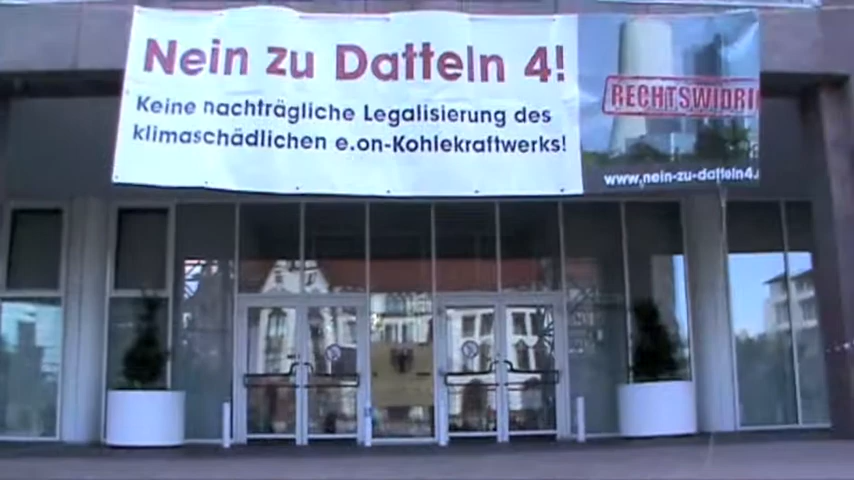 Nein zu Datteln 4!
Keine nachträgliche Legalisierung des
klimaschädlichen e.on-Kohlekraftwerks!
RECHTSWIDRI
www.nein-zu-datteln4.